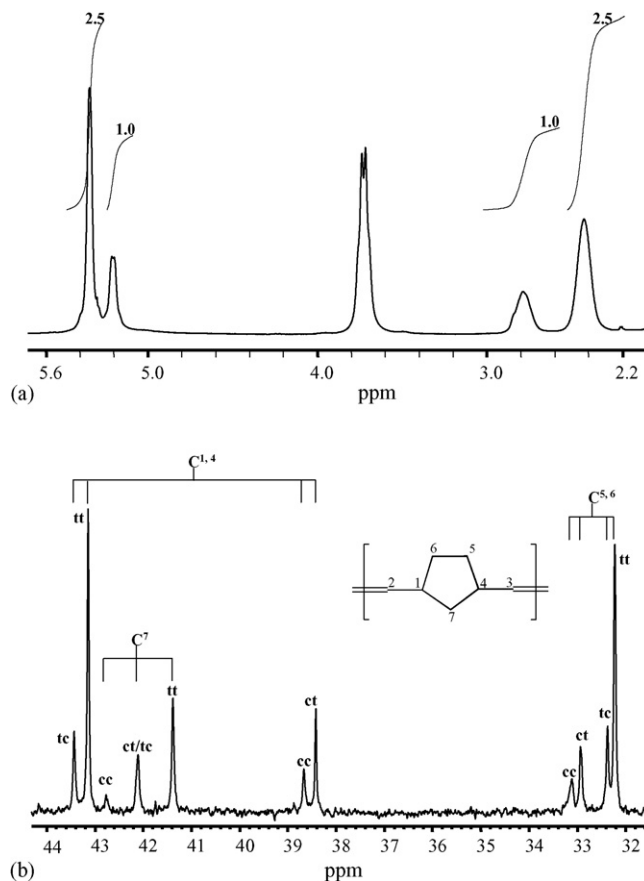 2.5
2.5
1.0
1.0
5.6 5.0 4.0 3.0 2.2
(a) ppm
C1, 4
C5, 6
tt
tt
6 5
2 1 4 3
7
C7
tt
ct
tc
cc
ct/tc
cc
cc
ct
tc
44 43 42 41 40 39 38 37 36 35 34 33 32
(b) ppm